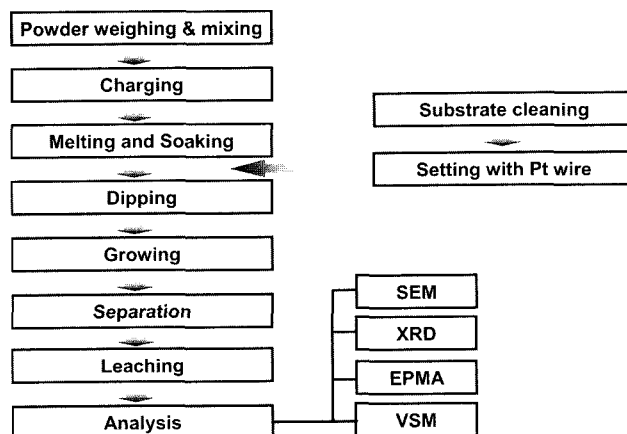 Powder weighing & mixing
Charging
Melting and Soaking
Dipping
Growing
Separation
Leaching
Analysis
Substrate cleaning
Setting with Pt wire
SEM
XRD
EPMA
VSM